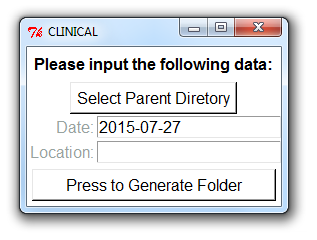 CLINICAL
Please input the following data:
Select Parent Diretory
Date: 2015-07-27
Location:
Press to Generate Folder